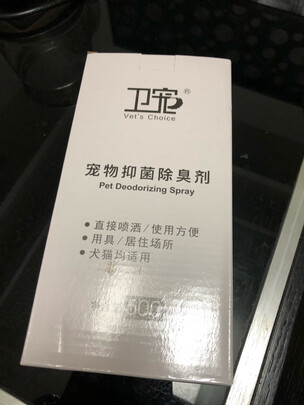 卫宠®
Vet's Choice
宠物抑菌除臭剂
Pet Deodorizing Spray
直接喷洒/使用方便
用具/居住场所
犬猫均适用
500